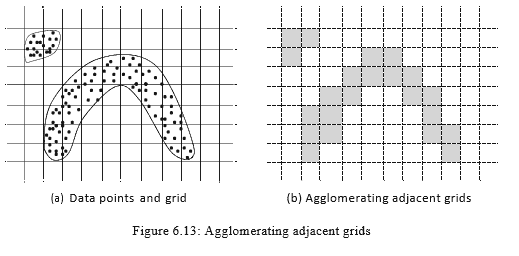 (a) Data points and grid
(b) Agglomerating adjacent grids
Figure 6.13: Agglomerating adjacent grids